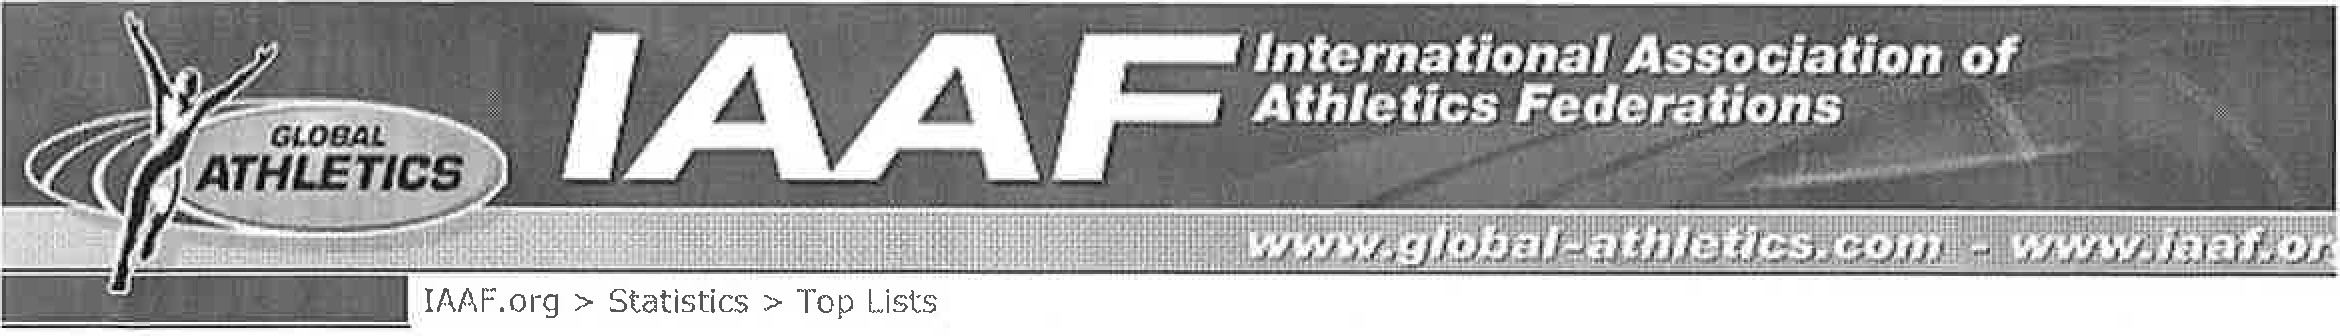 GLOBAL
ATHLETICS
IAAF
International Association of
Athletics Federations
www.global-athletics.com - www.iaaf.or
IAAF.org > Statistics > Top Lists